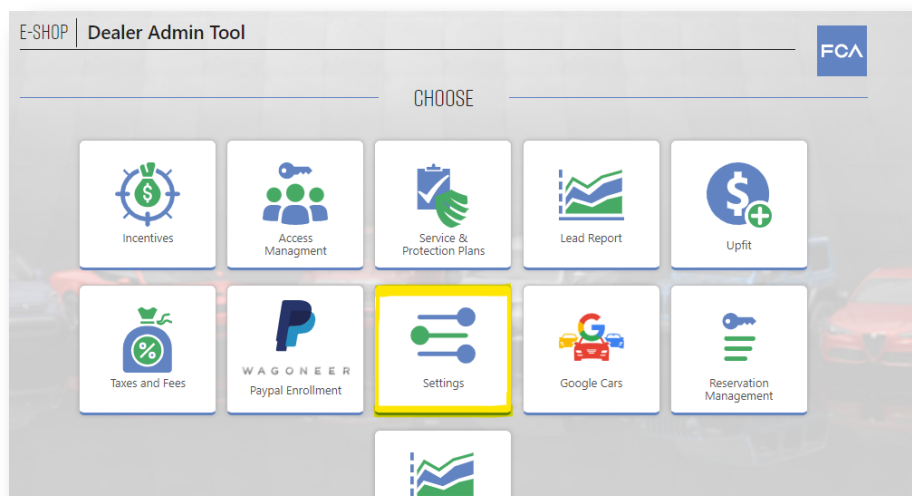 E-SHOP Dealer Admin Tool
FCA
CHOOSE
Incentives
Access
Managment
Service &
Protection Plans
Lead Report
Upfit
Taxes and Fees
WAGONEER
Paypal Enrollment
Settings
Google Cars
Reservation
Management